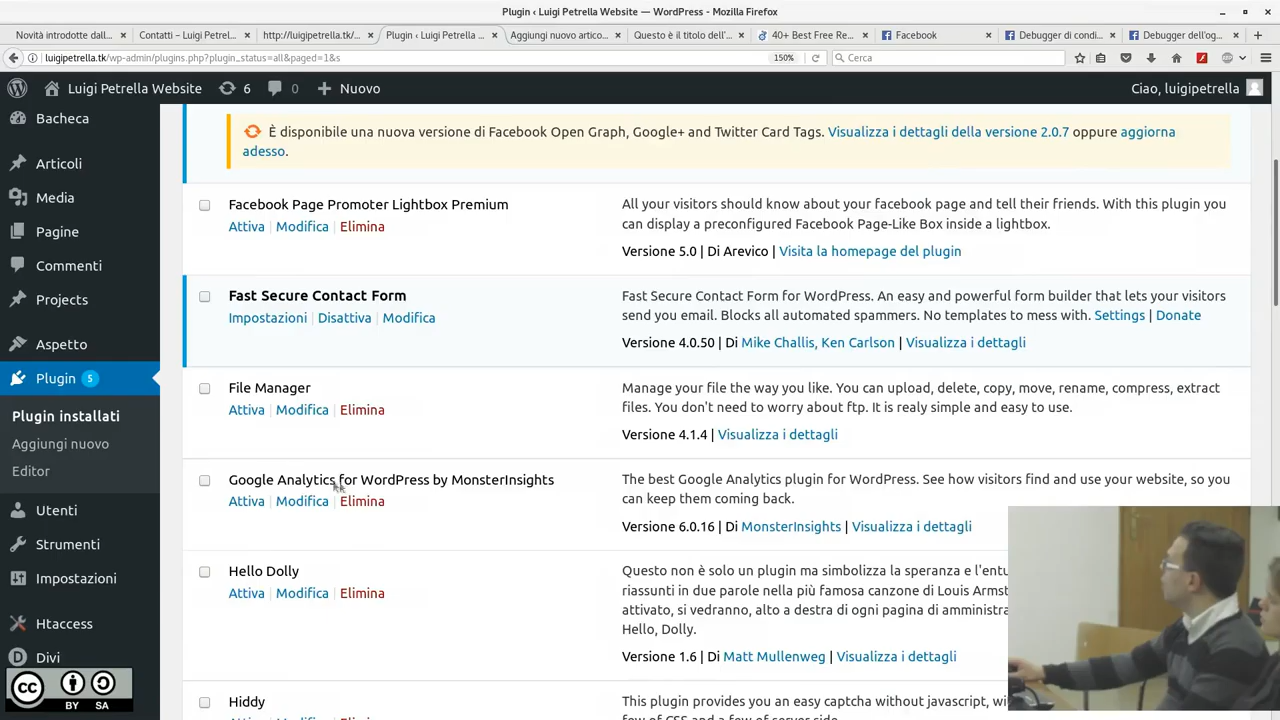 Plugin ‹ Luigi Petrella Website — WordPress - Mozilla Firefox
Novità introdotte dall...
Contatti – Luigi Petrel...
http://luigipetrella.tk/...
Plugin ‹ Luigi Petrella ...
Aggiungi nuovo artico...
Questo è il titolo dell'...
40+ Best Free Re...
Facebook
Debugger di condi...
Debugger dell'og...
luigipetrella.tk/wp-admin/plugins.php?plugin_status=all&paged=1&s
150%
Cerca
Luigi Petrella Website
6
0
Nuovo
Ciao, luigipetrella
Bacheca
Articoli
Media
Pagine
Commenti
Projects
Aspetto
Plugin 5
Plugin installati
Aggiungi nuovo
Editor
Utenti
Strumenti
Impostazioni
Htaccess
Divi
È disponibile una nuova versione di Facebook Open Graph, Google+ and Twitter Card Tags. Visualizza i dettagli della versione 2.0.7 oppure aggiorna
adesso.
Facebook Page Promoter Lightbox Premium
Attiva | Modifica | Elimina
All your visitors should know about your facebook page and tell their friends. With this plugin you
can display a preconfigured Facebook Page-Like Box inside a lightbox.
Versione 5.0 | Di Arevico | Visita la homepage del plugin
Fast Secure Contact Form
Impostazioni | Disattiva | Modifica
Fast Secure Contact Form for WordPress. An easy and powerful form builder that lets your visitors
send you email. Blocks all automated spammers. No templates to mess with. Settings | Donate
Versione 4.0.50 | Di Mike Challis, Ken Carlson | Visualizza i dettagli
File Manager
Attiva | Modifica | Elimina
Manage your file the way you like. You can upload, delete, copy, move, rename, compress, extract
files. You don't need to worry about ftp. It is realy simple and easy to use.
Versione 4.1.4 | Visualizza i dettagli
Google Analytics for WordPress by MonsterInsights
Attiva | Modifica | Elimina
The best Google Analytics plugin for WordPress. See how visitors find and use your website, so you
can keep them coming back.
Versione 6.0.16 | Di MonsterInsights | Visualizza i dettagli
Hello Dolly
Attiva | Modifica | Elimina
Questo non è solo un plugin ma simbolizza la speranza e l'entu
riassunti in due parole nella più famosa canzone di Louis Armst
attivato, si vedranno, alto a destra di ogni pagina di amministra
Hello, Dolly.
Versione 1.6 | Di Matt Mullenweg | Visualizza i dettagli
Hiddy
This plugin provides you an easy captcha without javascript, wi
cc
BY SA